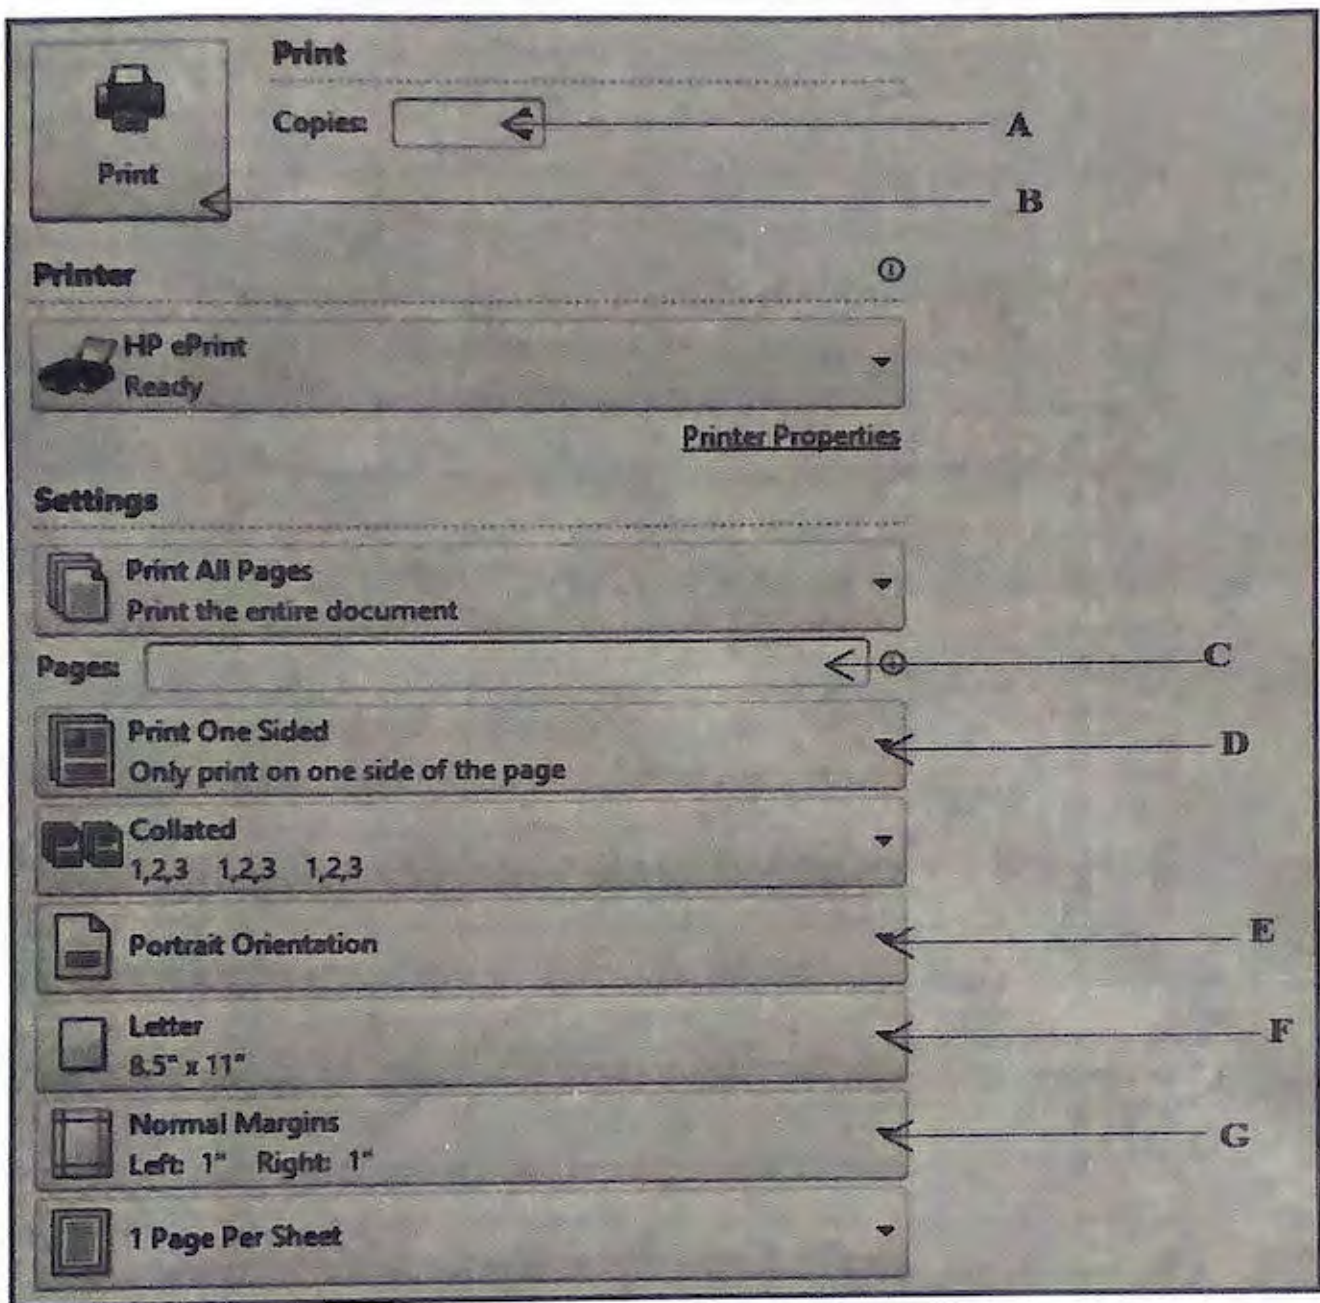 Print
Copies:
A
Print
B
Printer
HP ePrint
Ready
Printer Properties
Settings
Print All Pages
Print the entire document
Pages:
C
Print One Sided
Only print on one side of the page
D
Collated
1,2,3 1,2,3 1,2,3
Portrait Orientation
E
Letter
8.5" x 11"
F
Normal Margins
Left: 1" Right: 1"
G
1 Page Per Sheet